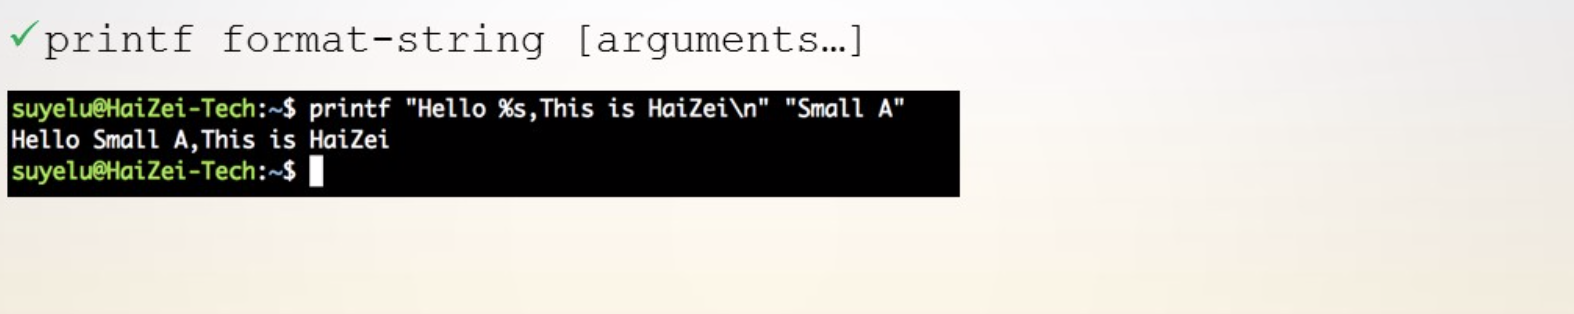 ✓printf format-string [arguments…]
suyelu@HaiZei-Tech:~$ printf "Hello %s,This is HaiZei\n" "Small A"
Hello Small A,This is HaiZei
suyelu@HaiZei-Tech:~$